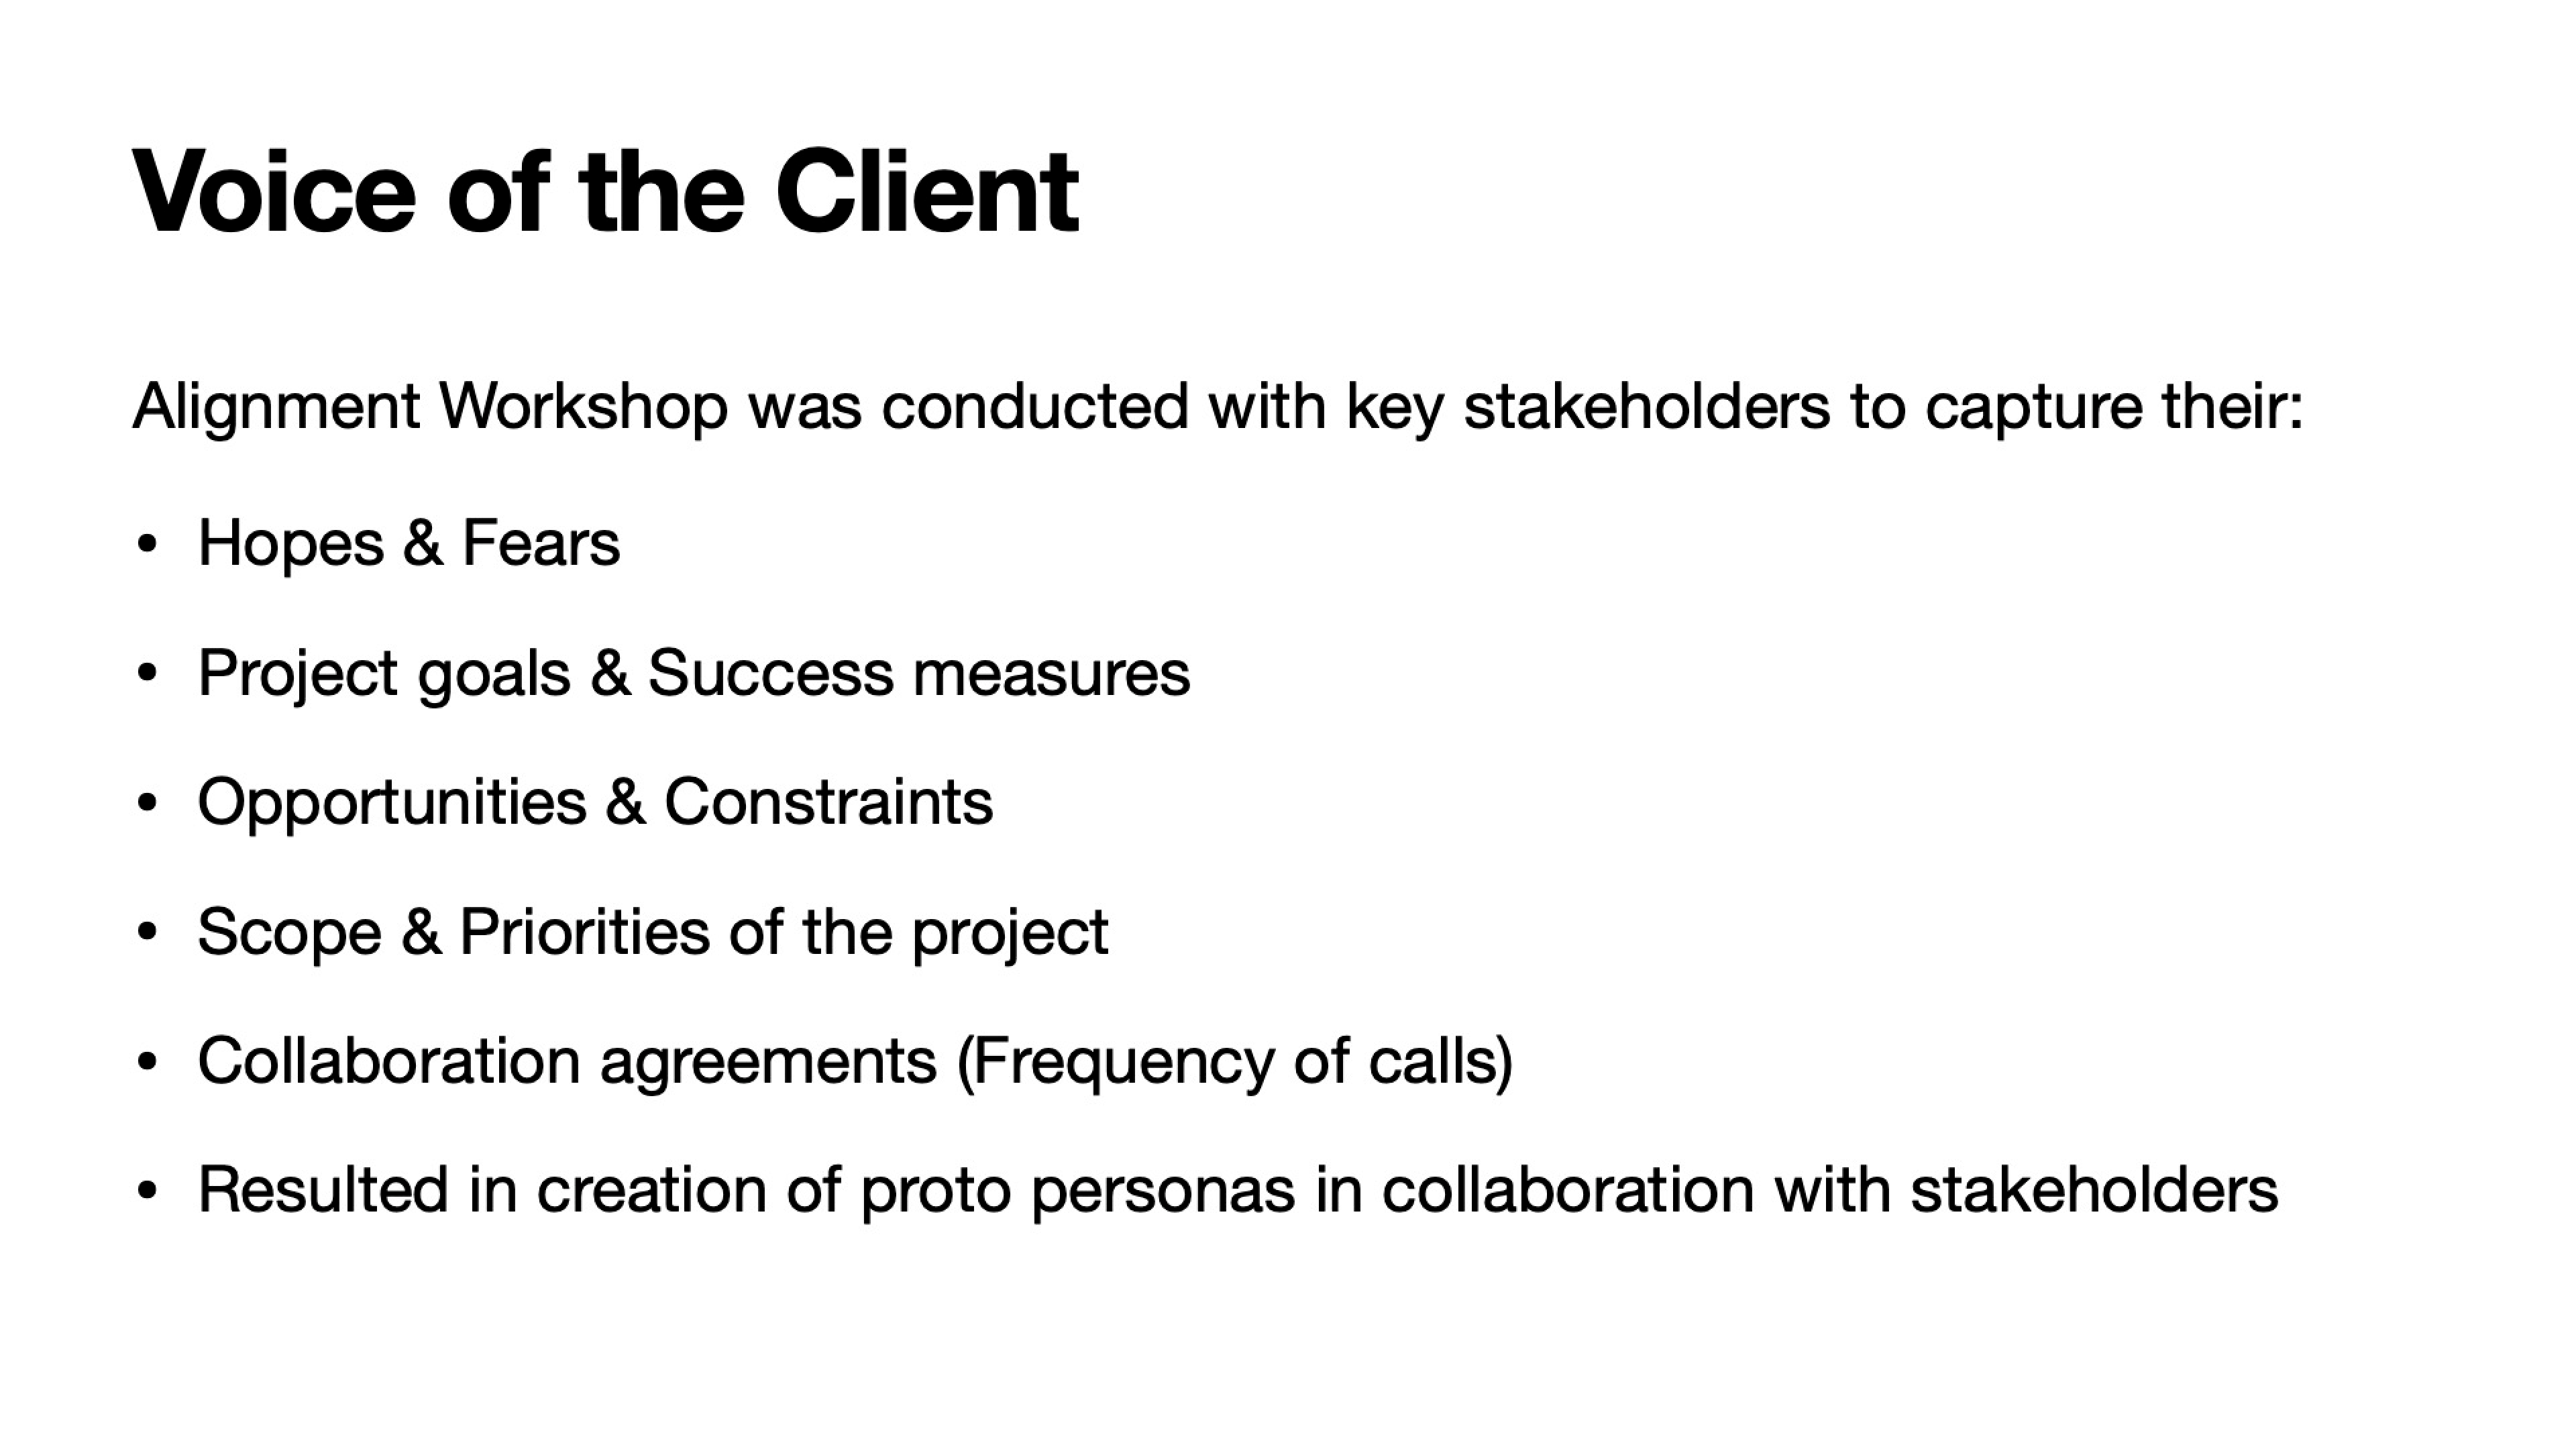 Voice of the Client
Alignment Workshop was conducted with key stakeholders to capture their:
• Hopes & Fears
• Project goals & Success measures
• Opportunities & Constraints
• Scope & Priorities of the project
• Collaboration agreements (Frequency of calls)
• Resulted in creation of proto personas in collaboration with stakeholders